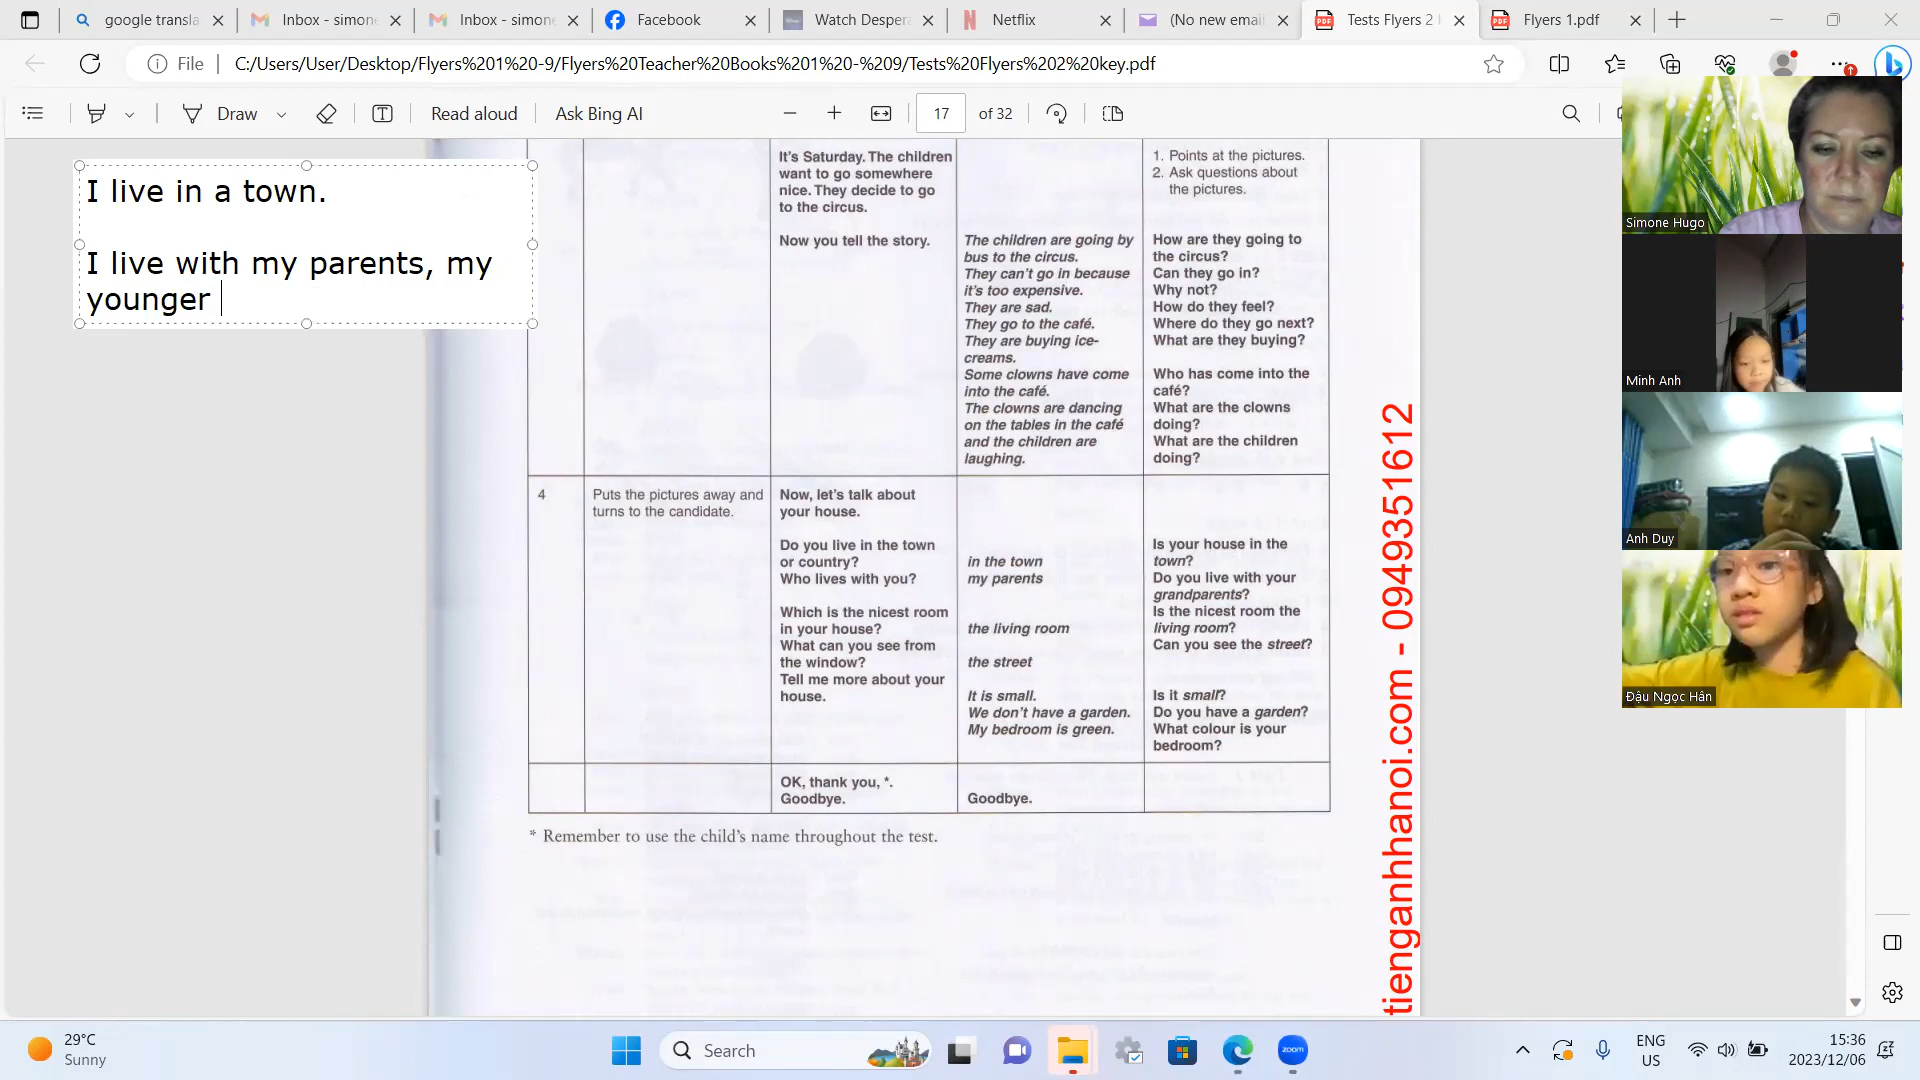 google transla
Inbox - simone
Inbox - simone
Facebook
Watch Despera
Netflix
(No new email
Tests Flyers 2 k
Flyers 1.pdf
File
C:/Users/User/Desktop/Flyers%201%20-9/Flyers%20Teacher%20Books%201%20-%209/Tests%20Flyers%202%20key.pdf
Draw
Read aloud
Ask Bing AI
17
of 32
I live in a town.
I live with my parents, my
younger
It's Saturday. The children
want to go somewhere
nice. They decide to go
to the circus.
Now you tell the story.
The children are going by
bus to the circus.
They can't go in because
it's too expensive.
They are sad.
They go to the café.
They are buying ice-
creams.
Some clowns have come
into the café.
The clowns are dancing
on the tables in the café
and the children are
laughing.
1. Points at the pictures.
2. Ask questions about
the pictures.
How are they going to
the circus?
Can they go in?
Why not?
How do they feel?
Where do they go next?
What are they buying?
Who has come into the
café?
What are the clowns
doing?
What are the children
doing?
4
Puts the pictures away and
turns to the candidate.
Now, let's talk about
your house.
Do you live in the town
or country?
Who lives with you?
Which is the nicest room
in your house?
What can you see from
the window?
Tell me more about your
house.
in the town
my parents
the living room
the street
It is small.
We don't have a garden.
My bedroom is green.
Is your house in the
town?
Do you live with your
grandparents?
Is the nicest room the
living room?
Can you see the street?
Is it small?
Do you have a garden?
What colour is your
bedroom?
OK, thank you, *.
Goodbye.
Goodbye.
* Remember to use the child's name throughout the test.
tienganhhanoi.com - 0949351612
Simone Hugo
Minh Anh
Anh Duy
Đậu Ngọc Hân
29°C
Sunny
Search
zoom
ENG
US
15:36
2023/12/06